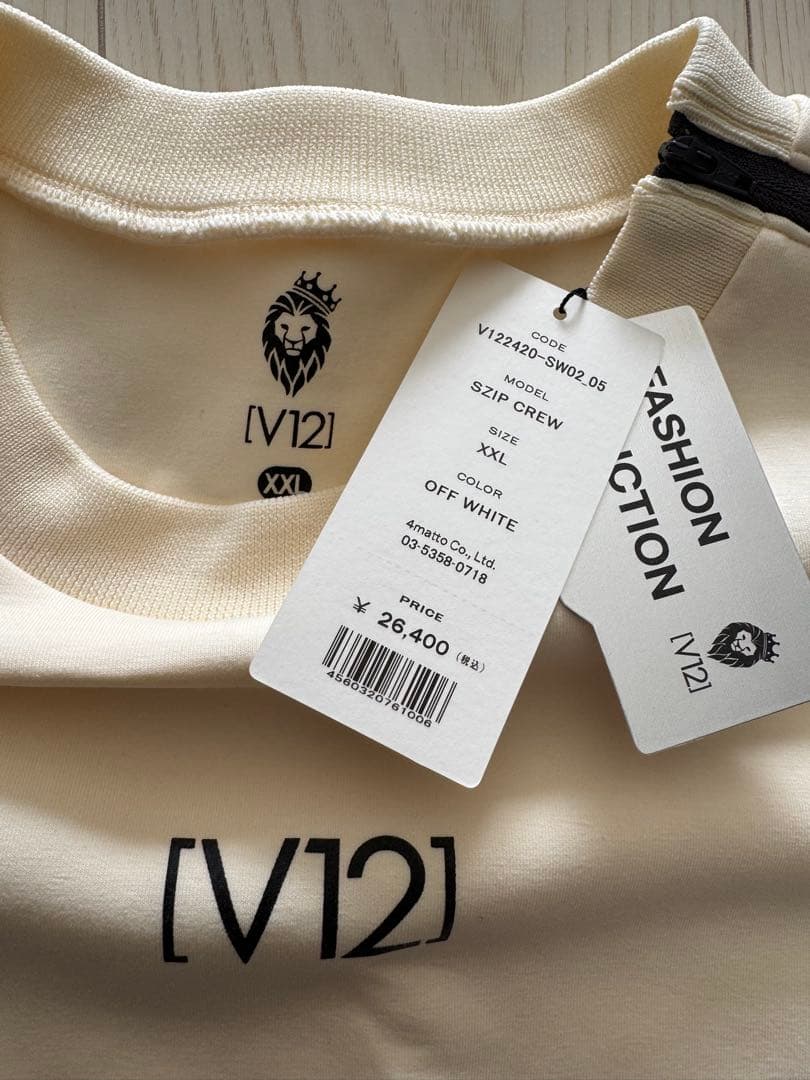 [V12]
XXL
CODE
V122420-SW02_05
MODEL
SZIP CREW
SIZE
XXL
COLOR
OFF WHITE
4matto Co., Ltd.
03-5358-0718
PRICE
¥ 26,400 (税込)
4560320761006
FASHION
[V12]
[V12]